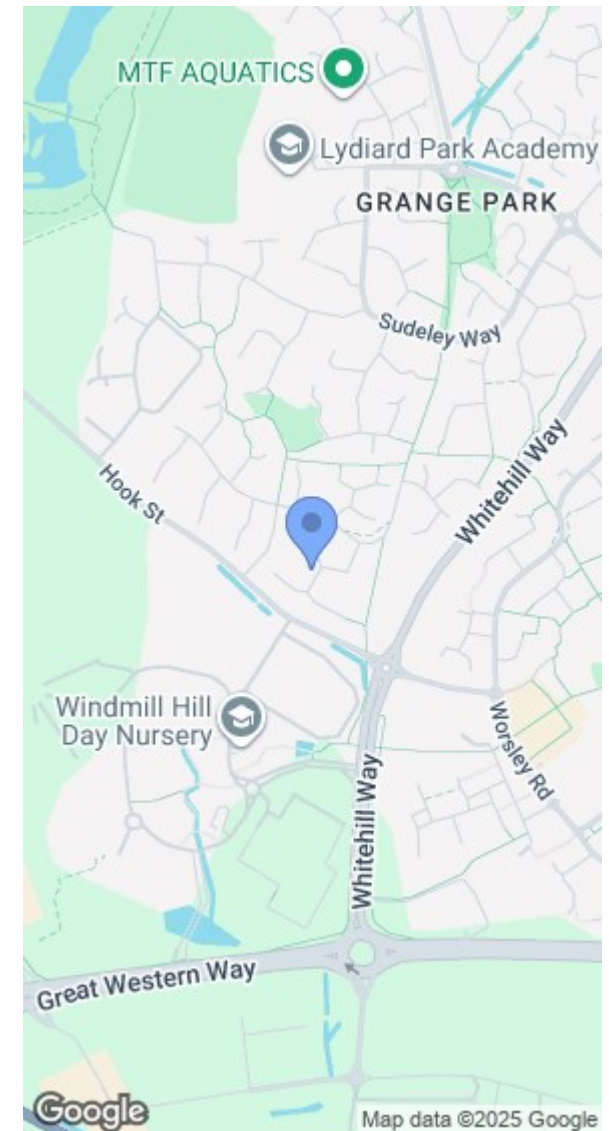 MTF AQUATICS
Lydiard Park Academy
GRANGE PARK
Sudeley Way
Whitehill Way
Hook St
Windmill Hill
Day Nursery
Worsley Rd
Whitehill Way
Great Western Way
Google
Map data ©2025 Google